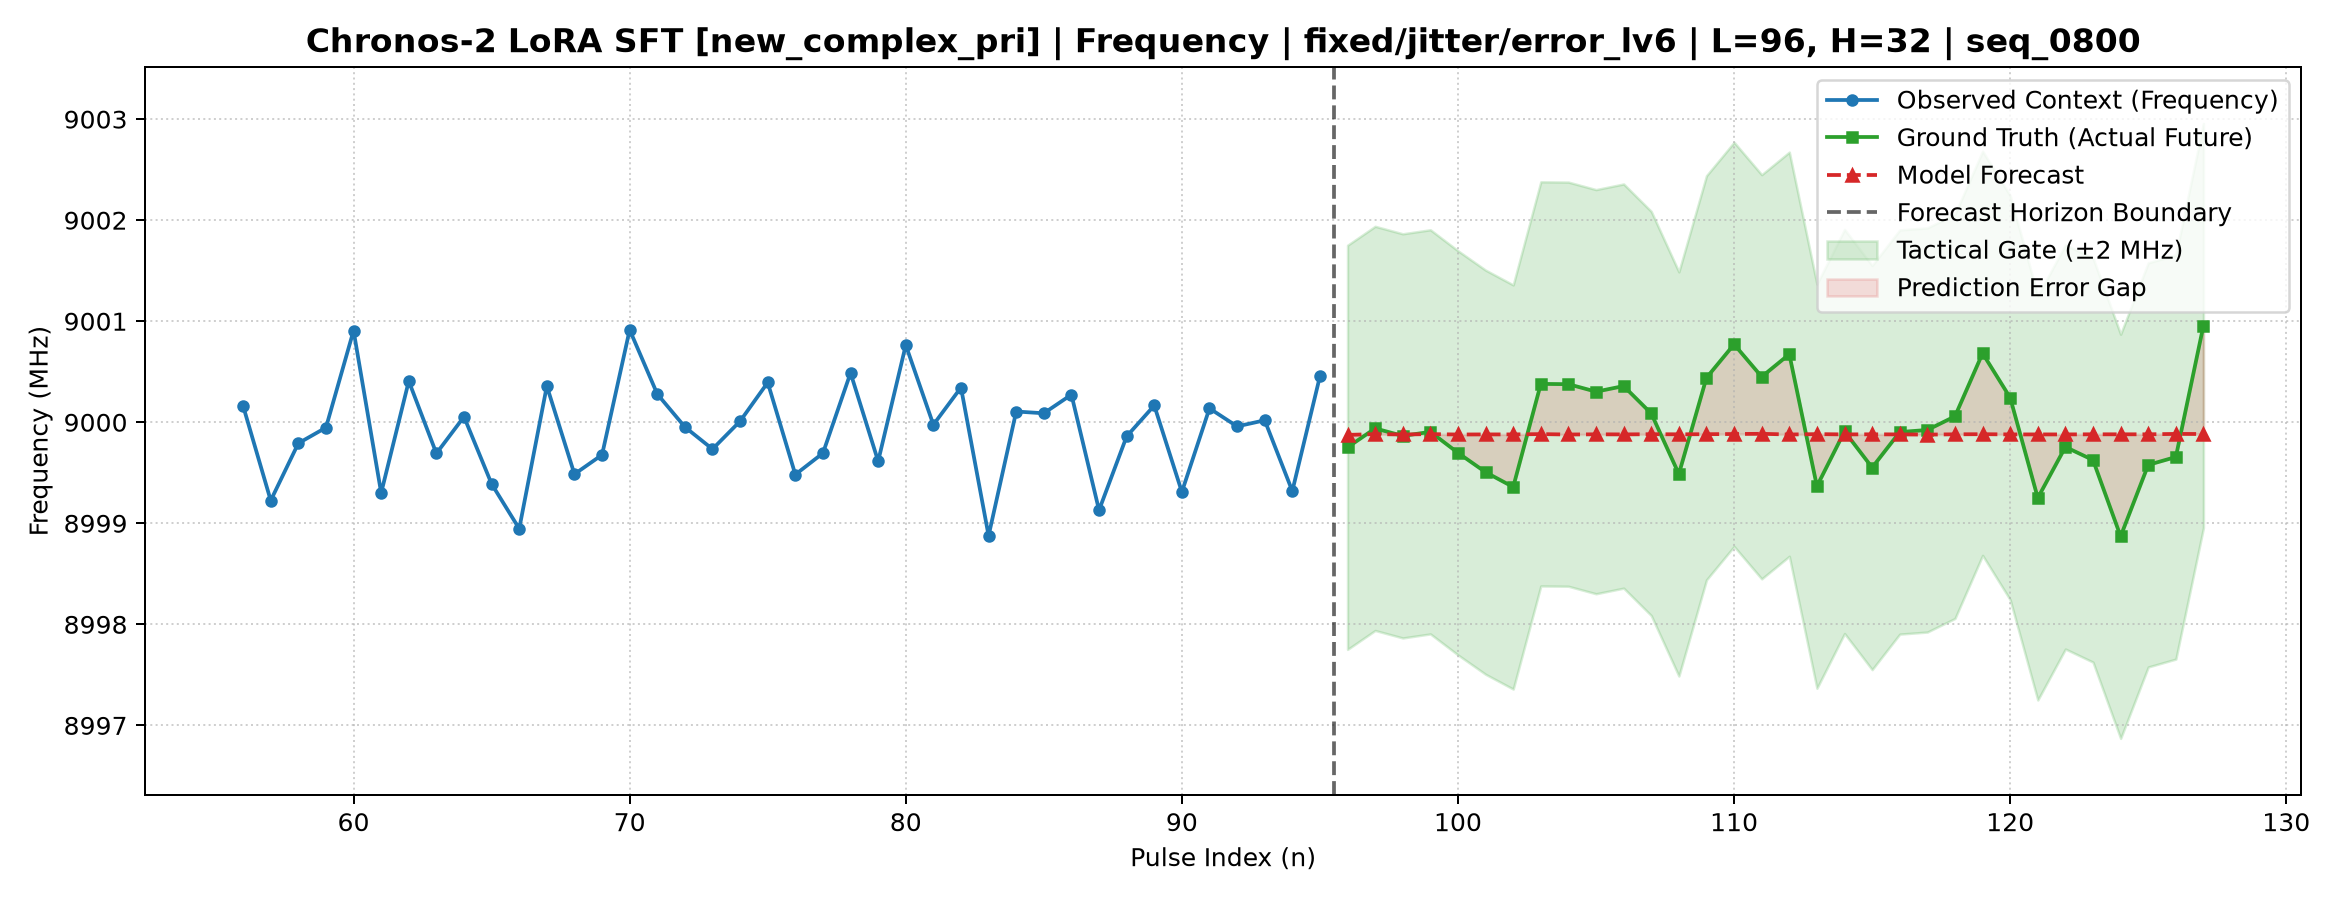 Chronos-2 LoRA SFT [new_complex_pri] | Frequency | fixed/jitter/error_lv6 | L=96, H=32 | seq_0800
Observed Context (Frequency)
Ground Truth (Actual Future)
Model Forecast
Forecast Horizon Boundary
Tactical Gate (±2 MHz)
Prediction Error Gap
Frequency (MHz)
9003
9002
9001
9000
8999
8998
8997
60 70 80 90 100 110 120 130
Pulse Index (n)